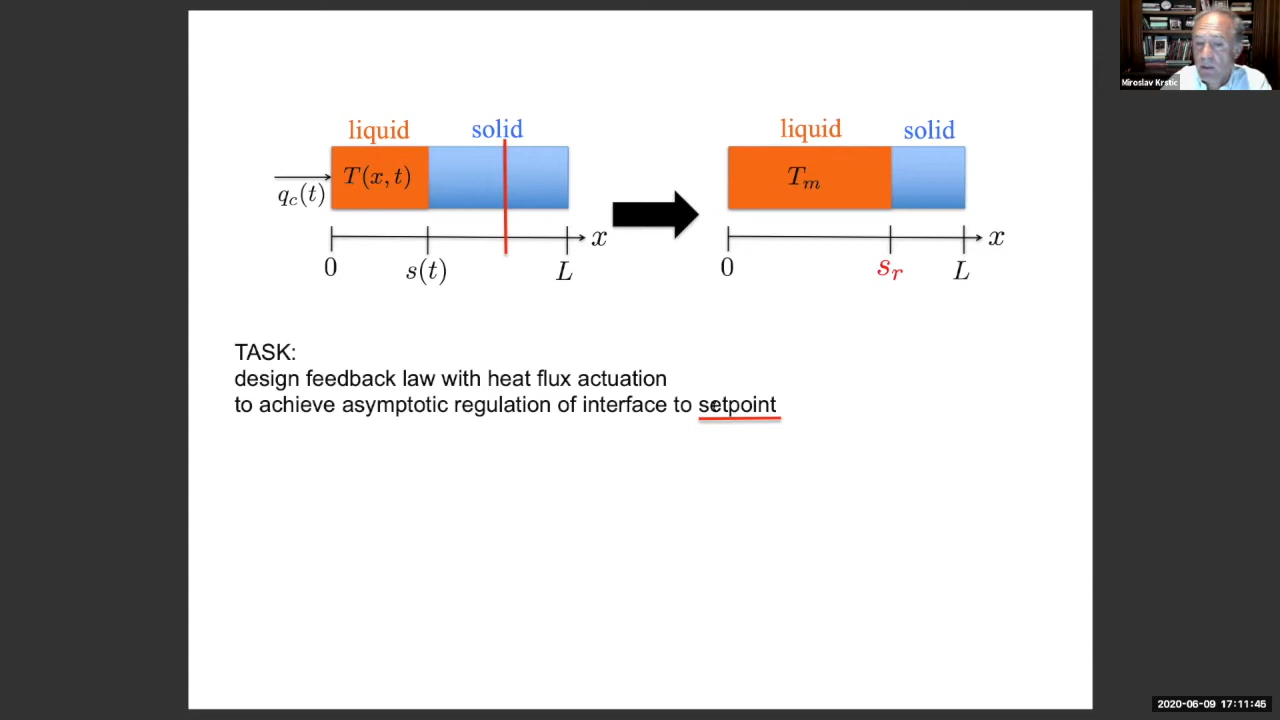 liquid solid
T(x, t)
q_c(t)
x
0 s(t) L
liquid solid
T_m
x
0 s_r L
TASK:
design feedback law with heat flux actuation
to achieve asymptotic regulation of interface to setpoint
Miroslav Krstic
2020-06-09 17:11:45